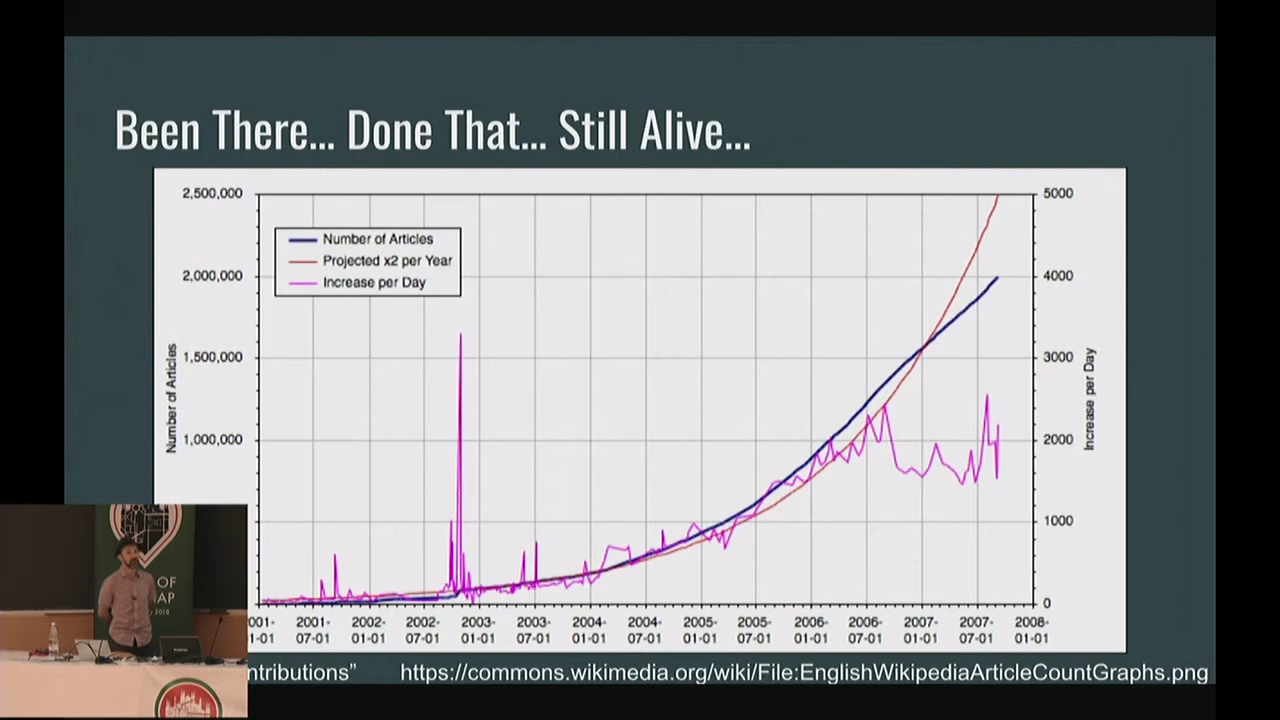 Been There... Done That... Still Alive...
2,500,000
2,000,000
1,500,000
1,000,000
Number of Articles
Number of Articles
Projected x2 per Year
Increase per Day
5000
4000
3000
2000
1000
0
Increase per Day
2001- 2001- 2002- 2002- 2003- 2003- 2004- 2004- 2005- 2005- 2006- 2006- 2007- 2007- 2008-
1-01 07-01 01-01 07-01 01-01 07-01 01-01 07-01 01-01 07-01 01-01 07-01 01-01 07-01 01-01
ntributions” https://commons.wikimedia.org/wiki/File:EnglishWikipediaArticleCountGraphs.png
OF
AP
2018